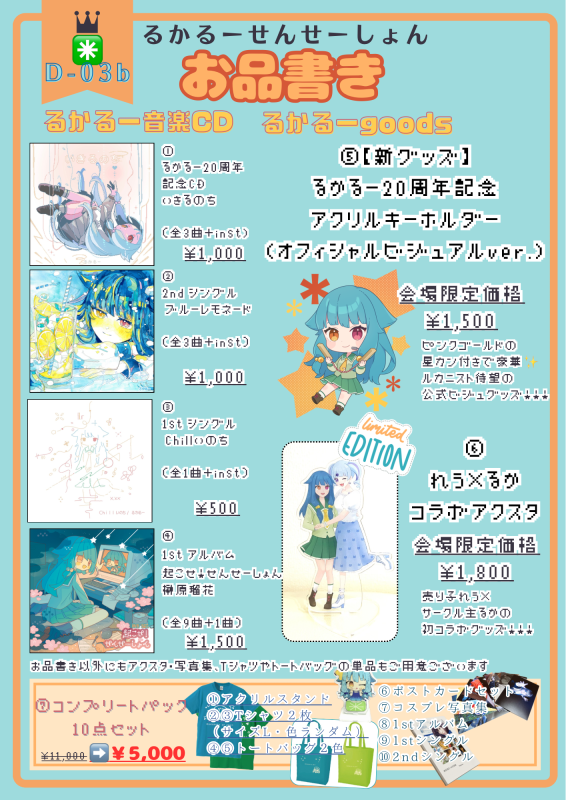 るかるーせんせーしょん
D-03b
お品書き
るかるー音楽CD
るかるーgoods
①
るかるー20周年
記念CD
いきるのち
(全3曲+inst)
¥1,000
②
2ndシングル
ブルーレモネード
(全3曲+inst)
¥1,000
③
1stシングル
Chillいのち
(全1曲+inst)
¥500
④
1stアルバム
起こせ!せんせーしょん
榊原瑠花
(全9曲+1曲)
¥1,500
⑤【新グッズ】
るかるー20周年記念
アクリルキーホルダー
(オフィシャルビジュアルver.)
会場限定価格
¥1,500
ピンクゴールドの
星カン付きで豪華✨
ルカニスト待望の
公式ビジュグッズ!!!
limited
EDITION
⑥
れう×るか
コラボアクスタ
会場限定価格
¥1,800
売り子れう×
サークル主るかの
初コラボグッズ!!!
お品書き以外にもアクスタ・写真集、Tシャツやトートバッグの単品もご用意ございます
⑦コンプリートパック
10点セット
¥11,000➡¥5,000
①アクリルスタンド
②③Tシャツ2枚
(サイズL・色ランダム)
④⑤トートバッグ2色
⑥ポストカードセット
⑦コスプレ写真集
⑧1stアルバム
⑨1stシングル
⑩2ndシングル